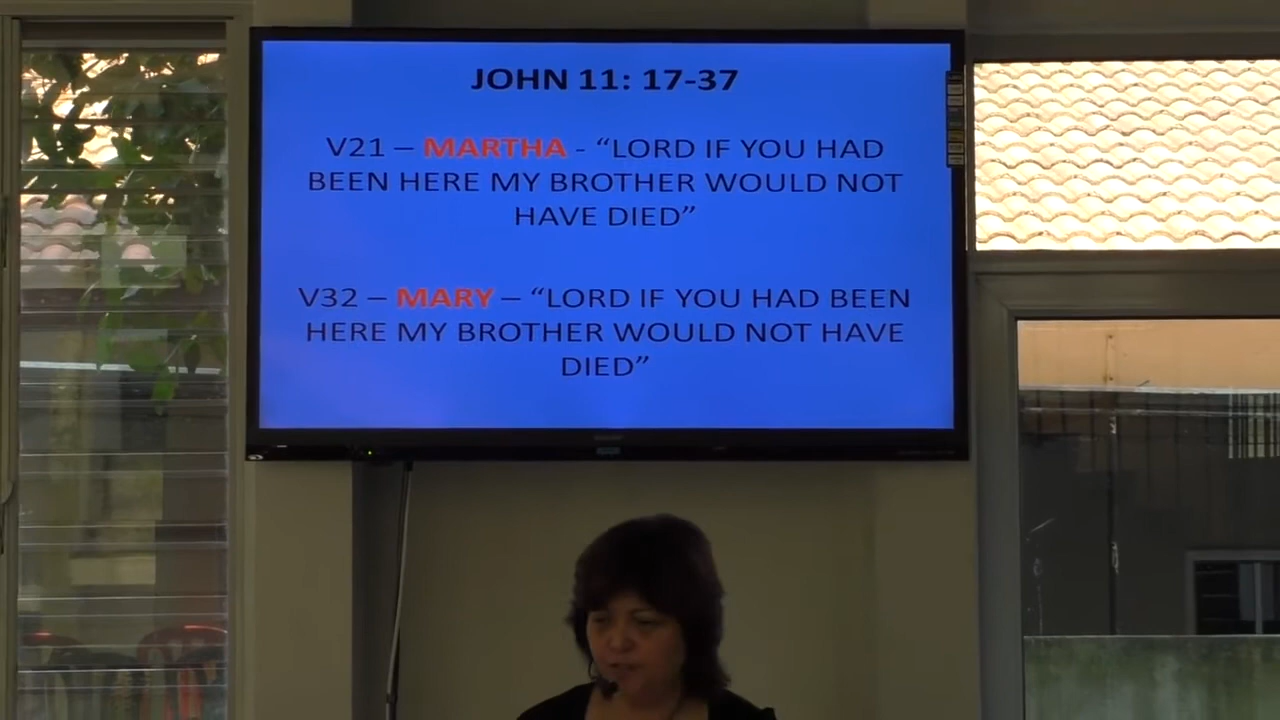 JOHN 11: 17-37
V21 – MARTHA - “LORD IF YOU HAD
BEEN HERE MY BROTHER WOULD NOT
HAVE DIED”
V32 – MARY – “LORD IF YOU HAD BEEN
HERE MY BROTHER WOULD NOT HAVE
DIED”